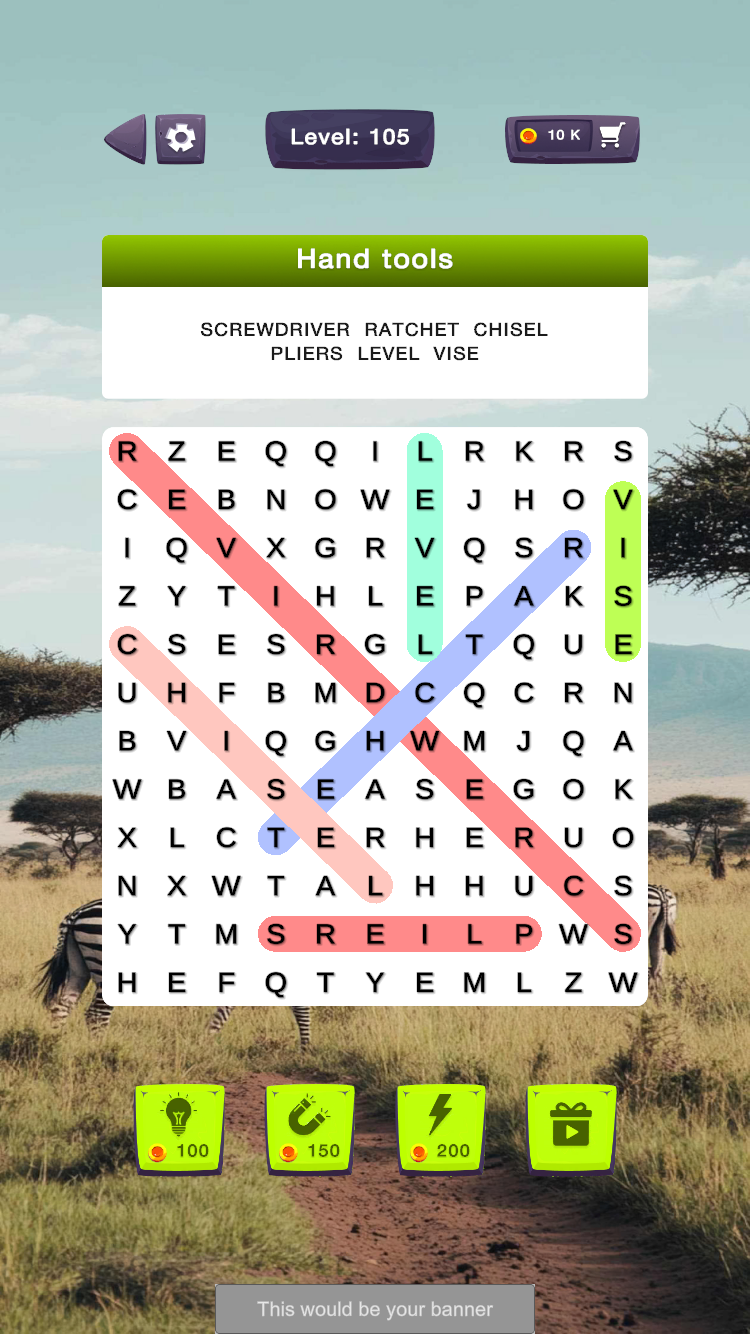 Level: 105
10 K
Hand tools
SCREWDRIVER RATCHET CHISEL
PLIERS LEVEL VISE
R Z E Q Q I L R K R S
C E B N O W E J H O V
I Q V X G R V Q S R I
Z Y T I H L E P A K S
C S E S R G L T Q U E
U H F B M D C Q C R N
B V I Q G H W M J Q A
W B A S E A S E G O K
X L C T E R H E R U O
N X W T A L H H U C S
Y T M S R E I L P W S
H E F Q T Y E M L Z W
100 150 200
This would be your banner